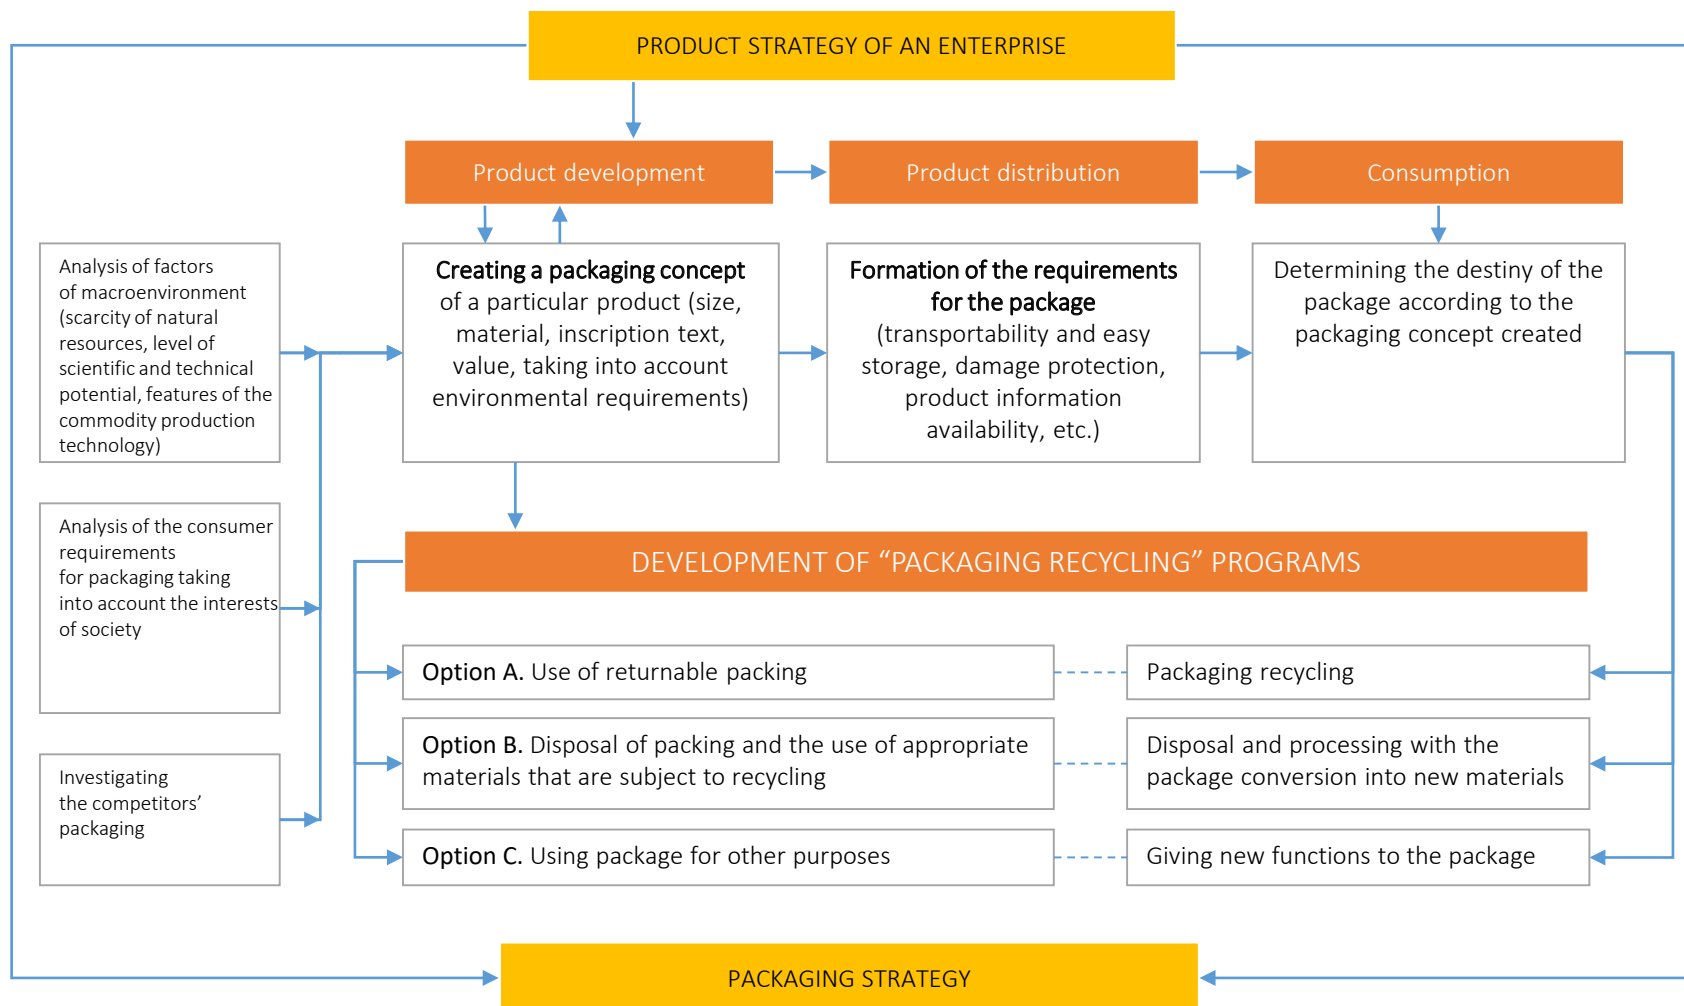 PRODUCT STRATEGY OF AN ENTERPRISE
Product development
Product distribution
Consumption
Analysis of factors
of macroenvironment
(scarcity of natural
resources, level of
scientific and technical
potential, features of the
commodity production
technology)
Creating a packaging concept
of a particular product (size,
material, inscription text,
value, taking into account
environmental requirements)
Formation of the requirements
for the package
(transportability and easy
storage, damage protection,
product information
availability, etc.)
Determining the destiny of the
package according to the
packaging concept created
Analysis of the consumer
requirements
for packaging taking
into account the interests
of society
Investigating
the competitors’
packaging
DEVELOPMENT OF “PACKAGING RECYCLING” PROGRAMS
Option A. Use of returnable packing
Packaging recycling
Option B. Disposal of packing and the use of appropriate
materials that are subject to recycling
Disposal and processing with the
package conversion into new materials
Option C. Using package for other purposes
Giving new functions to the package
PACKAGING STRATEGY